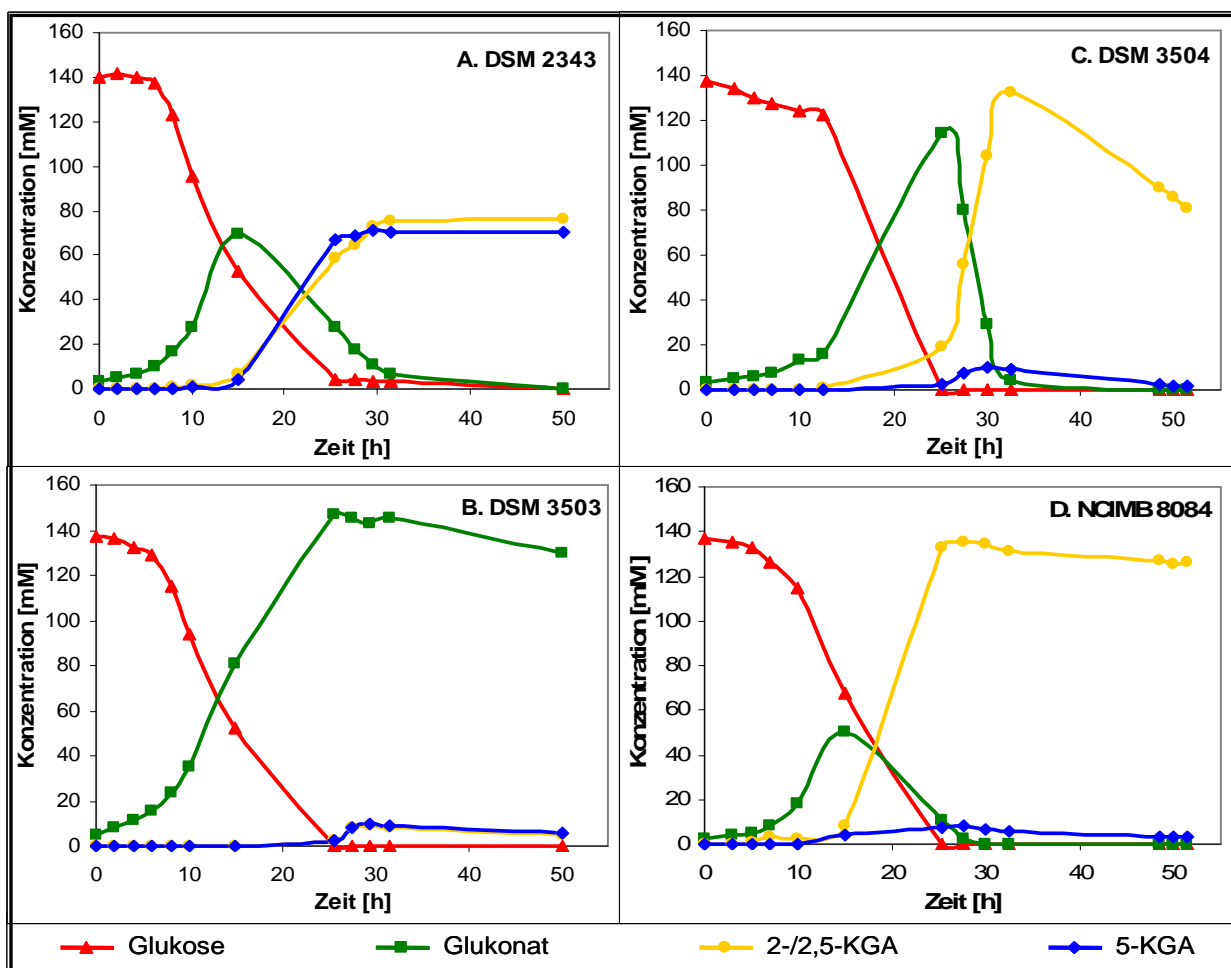 A. DSM 2343
Konzentration [mM]
160
140
120
100
80
60
40
20
0
0 10 20 30 40 50
Zeit [h]
C. DSM 3504
Konzentration [mM]
160
140
120
100
80
60
40
20
0
0 10 20 30 40 50
Zeit [h]
B. DSM 3503
Konzentration [mM]
160
140
120
100
80
60
40
20
0
0 10 20 30 40 50
Zeit [h]
D. NCIMB 8084
Konzentration [mM]
160
140
120
100
80
60
40
20
0
0 10 20 30 40 50
Zeit [h]
Glukose Glukonat 2-/2,5-KGA 5-KGA